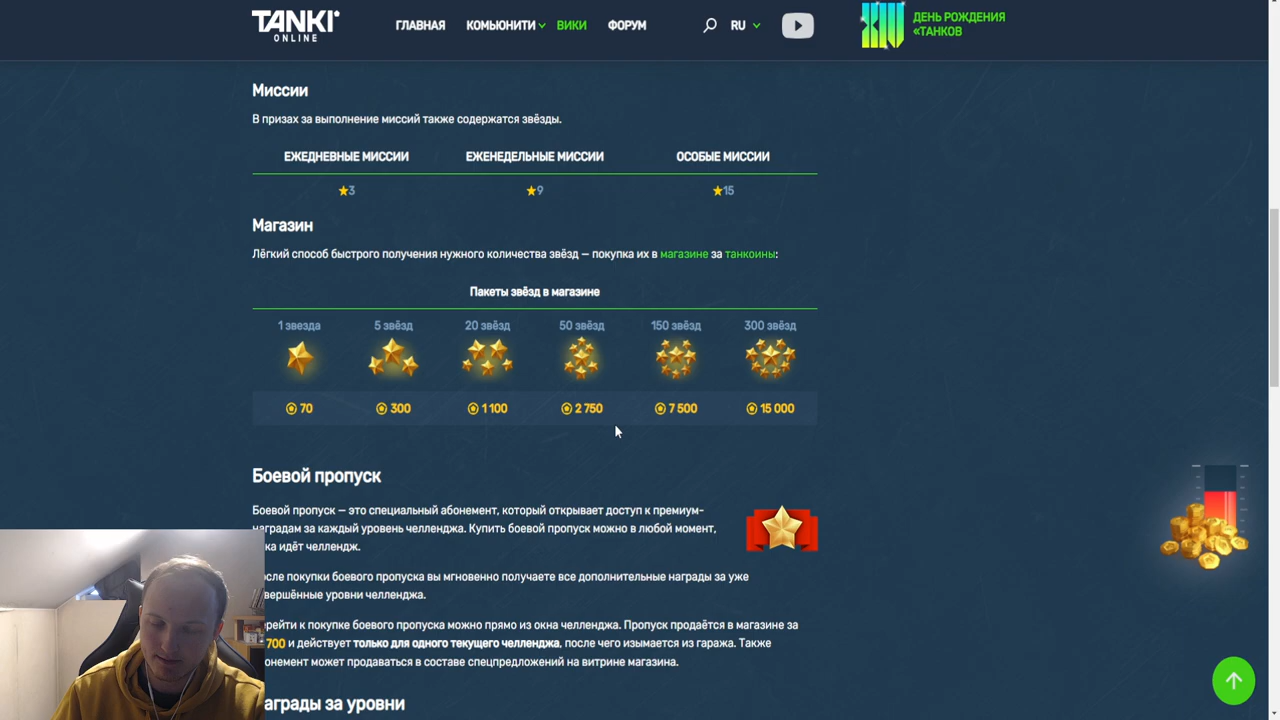 TANKI
ONLINE
ГЛАВНАЯ
КОМЬЮНИТИ
ВИКИ
ФОРУМ
RU
XIV
ДЕНЬ РОЖДЕНИЯ
«ТАНКОВ
Миссии
В призах за выполнение миссий также содержатся звёзды.
ЕЖЕДНЕВНЫЕ МИССИИ
ЕЖЕНЕДЕЛЬНЫЕ МИССИИ
ОСОБЫЕ МИССИИ
★3
★9
★15
Магазин
Лёгкий способ быстрого получения нужного количества звёзд — покупка их в магазине за танкоины:
Пакеты звёзд в магазине
1 звезда
5 звёзд
20 звёзд
50 звёзд
150 звёзд
300 звёзд
70
300
1 100
2 750
7 500
15 000
Боевой пропуск
Боевой пропуск — это специальный абонемент, который открывает доступ к премиум-
наградам за каждый уровень челленджа. Купить боевой пропуск можно в любой момент,
ка идёт челлендж.
осле покупки боевого пропуска вы мгновенно получаете все дополнительные награды за уже
вершённые уровни челленджа.
рейти к покупке боевого пропуска можно прямо из окна челленджа. Пропуск продаётся в магазине за
700 и действует только для одного текущего челленджа, после чего изымается из гаража. Также
онемент может продаваться в составе спецпредложений на витрине магазина.
аграды за уровни